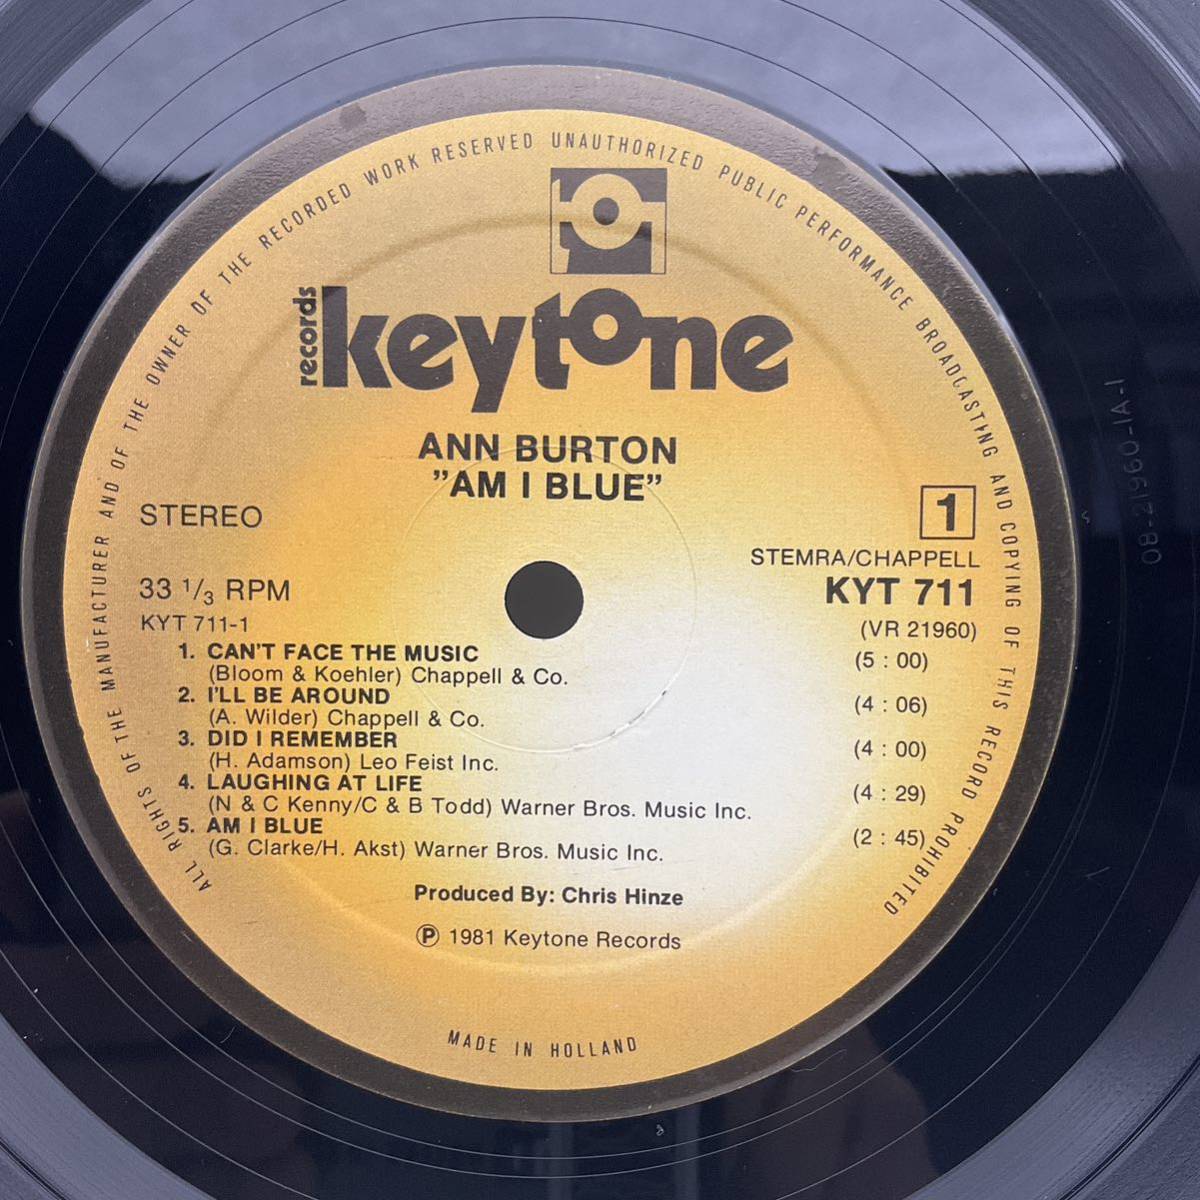 ALL RIGHTS OF THE MANUFACTURER AND OF THE OWNER OF THE RECORDED WORK RESERVED UNAUTHORIZED PUBLIC PERFORMANCE BROADCASTING AND COPYING OF THIS RECORD PROHIBITED
records
keytone
ANN BURTON
"AM I BLUE"
STEREO
1
STEMRA/CHAPPELL
33 1/3 RPM
KYT 711
KYT 711-1
(VR 21960)
1. CAN'T FACE THE MUSIC (5 : 00)
(Bloom & Koehler) Chappell & Co.
2. I'LL BE AROUND (4 : 06)
(A. Wilder) Chappell & Co.
3. DID I REMEMBER (4 : 00)
(H. Adamson) Leo Feist Inc.
4. LAUGHING AT LIFE (4 : 29)
(N & C Kenny/C & B Todd) Warner Bros. Music Inc.
5. AM I BLUE (2 : 45)
(G. Clarke/H. Akst) Warner Bros. Music Inc.
Produced By: Chris Hinze
Ⓟ 1981 Keytone Records
MADE IN HOLLAND
08-21960-1A-1